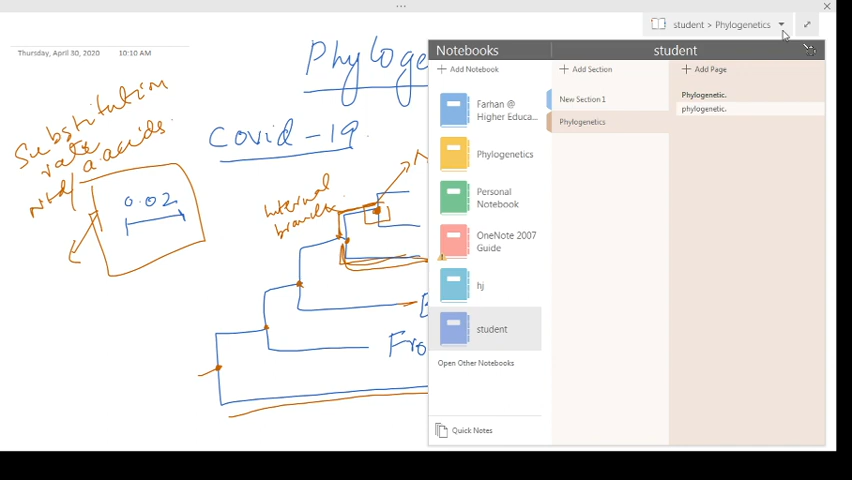 student > Phylogenetics
Thursday, April 30, 2020 10:10 AM
Phyloge
Notebooks
student
Add Notebook
Add Section
Add Page
Farhan @
Higher Educa...
Phylogenetics
Personal
Notebook
OneNote 2007
Guide
hj
student
Open Other Notebooks
Quick Notes
New Section 1
Phylogenetics
Phylogenetic.
phylogenetic.
Substitution
rate
a.acids.
Covid-19
0.02
internal
Fro